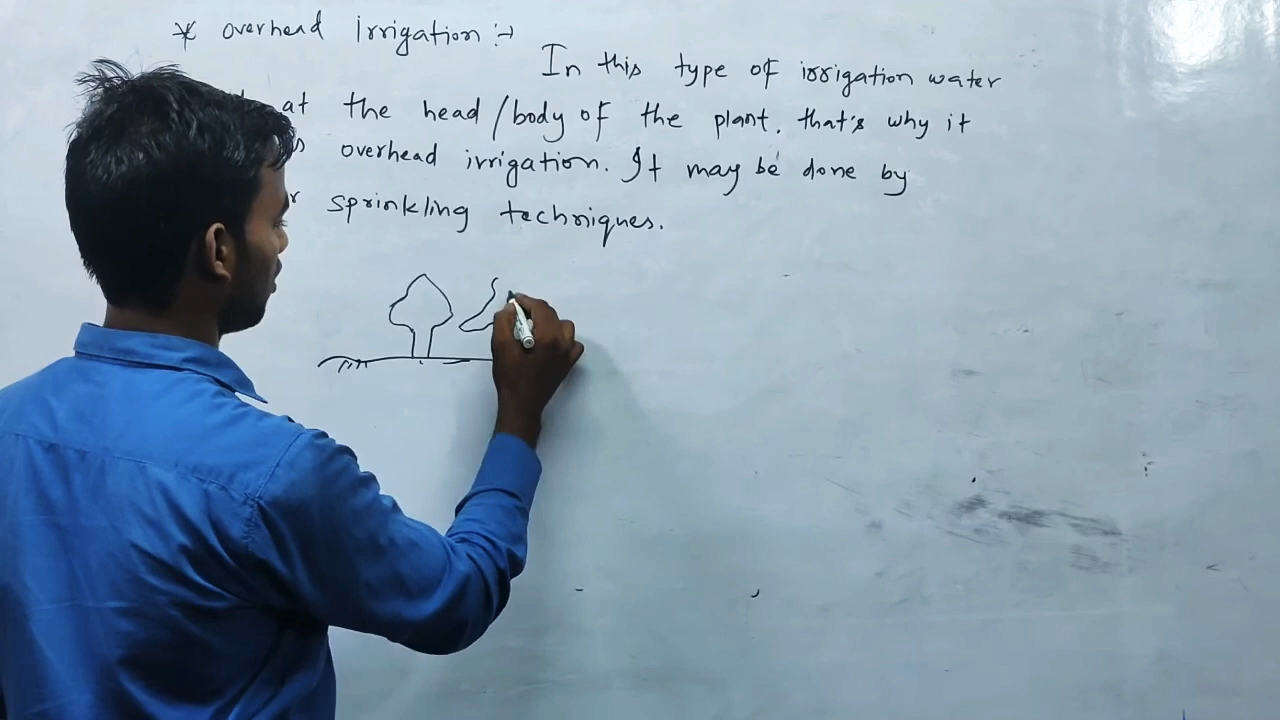 * overhead Irrigation :→
In this type of irrigation water
at the head/body of the plant. that's why it
overhead irrigation. It may be done by
sprinkling techniques.